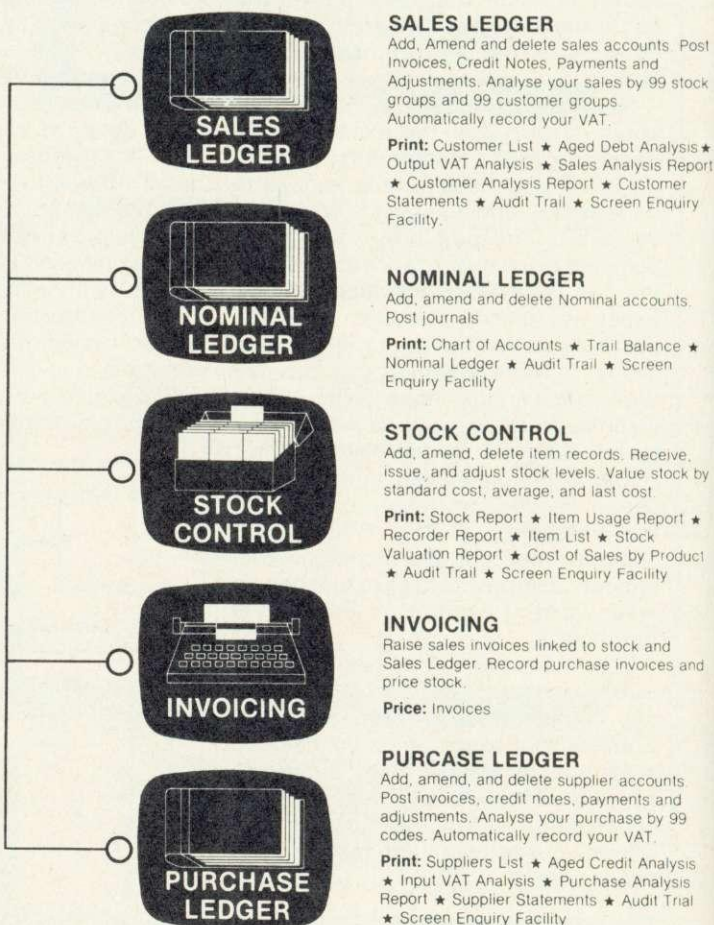 SALES
LEDGER
SALES LEDGER
Add, Amend and delete sales accounts. Post
Invoices, Credit Notes, Payments and
Adjustments. Analyse your sales by 99 stock
groups and 99 customer groups.
Automatically record your VAT.
Print: Customer List ★ Aged Debt Analysis ★
Output VAT Analysis ★ Sales Analysis Report
★ Customer Analysis Report ★ Customer
Statements ★ Audit Trail ★ Screen Enquiry
Facility.
NOMINAL
LEDGER
NOMINAL LEDGER
Add, amend and delete Nominal accounts.
Post journals
Print: Chart of Accounts ★ Trail Balance ★
Nominal Ledger ★ Audit Trail ★ Screen
Enquiry Facility
STOCK
CONTROL
STOCK CONTROL
Add, amend, delete item records. Receive,
issue, and adjust stock levels. Value stock by
standard cost, average, and last cost.
Print: Stock Report ★ Item Usage Report ★
Recorder Report ★ Item List ★ Stock
Valuation Report ★ Cost of Sales by Product
★ Audit Trail ★ Screen Enquiry Facility
INVOICING
INVOICING
Raise sales invoices linked to stock and
Sales Ledger. Record purchase invoices and
price stock.
Price: Invoices
PURCHASE
LEDGER
PURCASE LEDGER
Add, amend, and delete supplier accounts.
Post invoices, credit notes, payments and
adjustments. Analyse your purchase by 99
codes. Automatically record your VAT.
Print: Suppliers List ★ Aged Credit Analysis
★ Input VAT Analysis ★ Purchase Analysis
Report ★ Supplier Statements ★ Audit Trial
★ Screen Enquiry Facility